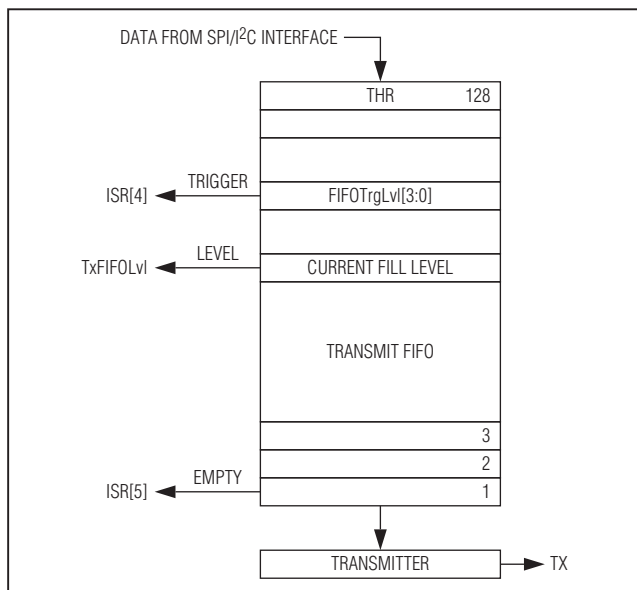 DATA FROM SPI/I²C INTERFACE
THR 128
ISR[4] TRIGGER FIFOTrgLvl[3:0]
TxFIFOLvl LEVEL CURRENT FILL LEVEL
TRANSMIT FIFO
3
2
ISR[5] EMPTY 1
TRANSMITTER TX